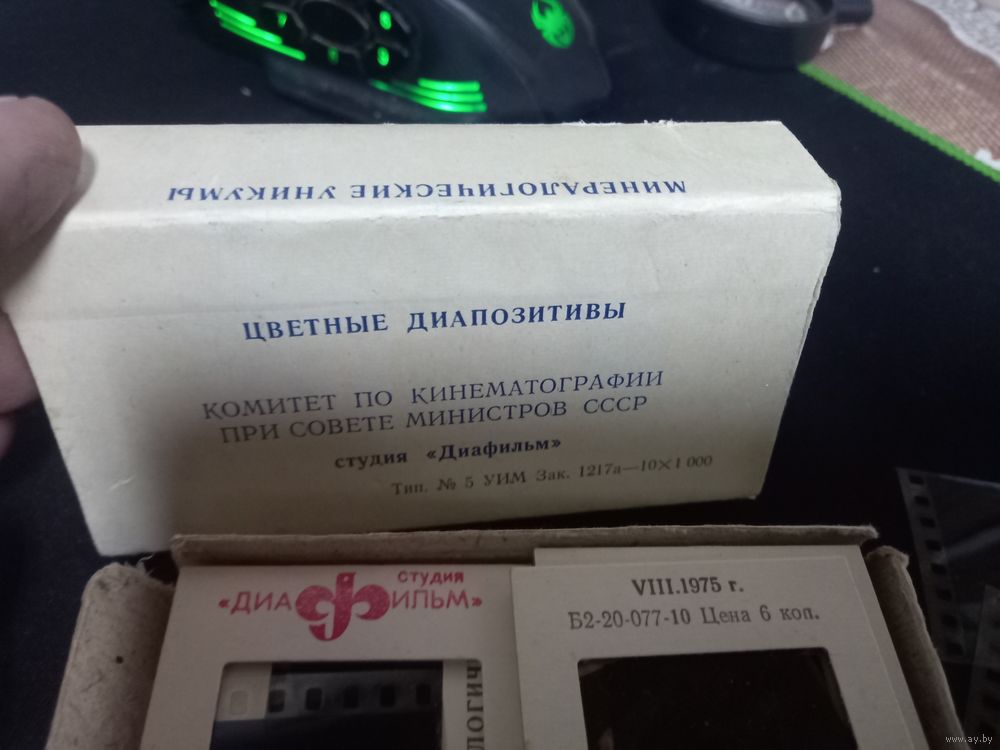 МИНЕРАЛОГИЧЕСКИЕ УНИКУМЫ
ЦВЕТНЫЕ ДИАПОЗИТИВЫ
КОМИТЕТ ПО КИНЕМАТОГРАФИИ
ПРИ СОВЕТЕ МИНИСТРОВ СССР
студия «Диафильм»
Тип. № 5 УИМ Зак. 1217а—10×1 000
студия
«ДИАФИЛЬМ»
VIII.1975 г.
Б2-20-077-10 Цена 6 коп.
www.ay.by